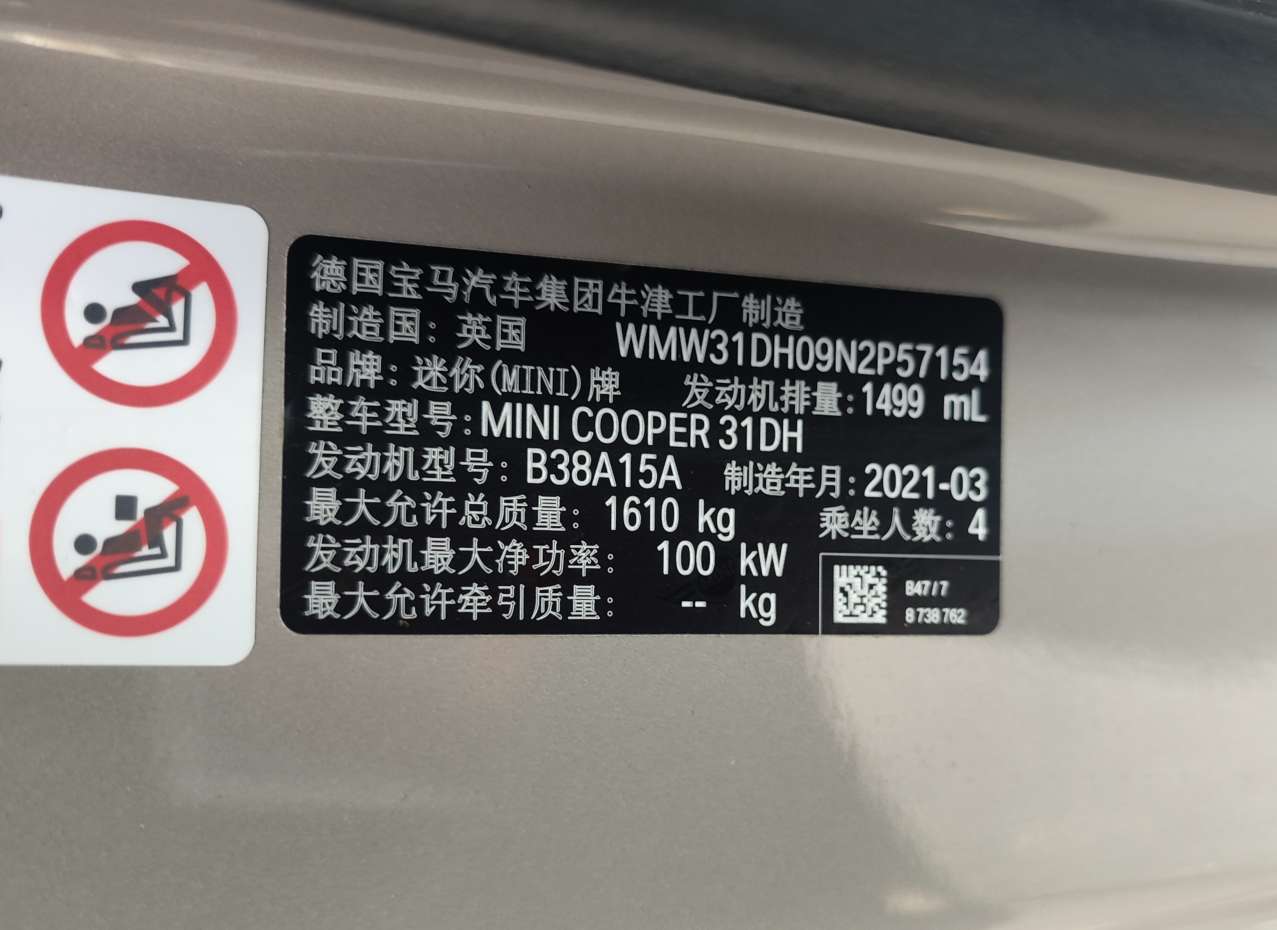 德国宝马汽车集团牛津工厂制造
制造国：英国 WMW31DH09N2P57154
品牌：迷你(MINI)牌 发动机排量：1499 mL
整车型号：MINI COOPER 31DH
发动机型号：B38A15A 制造年月：2021-03
最大允许总质量：1610 kg 乘坐人数：4
发动机最大净功率：100 kW
最大允许牵引质量：-- kg
B47/7
8 738 762